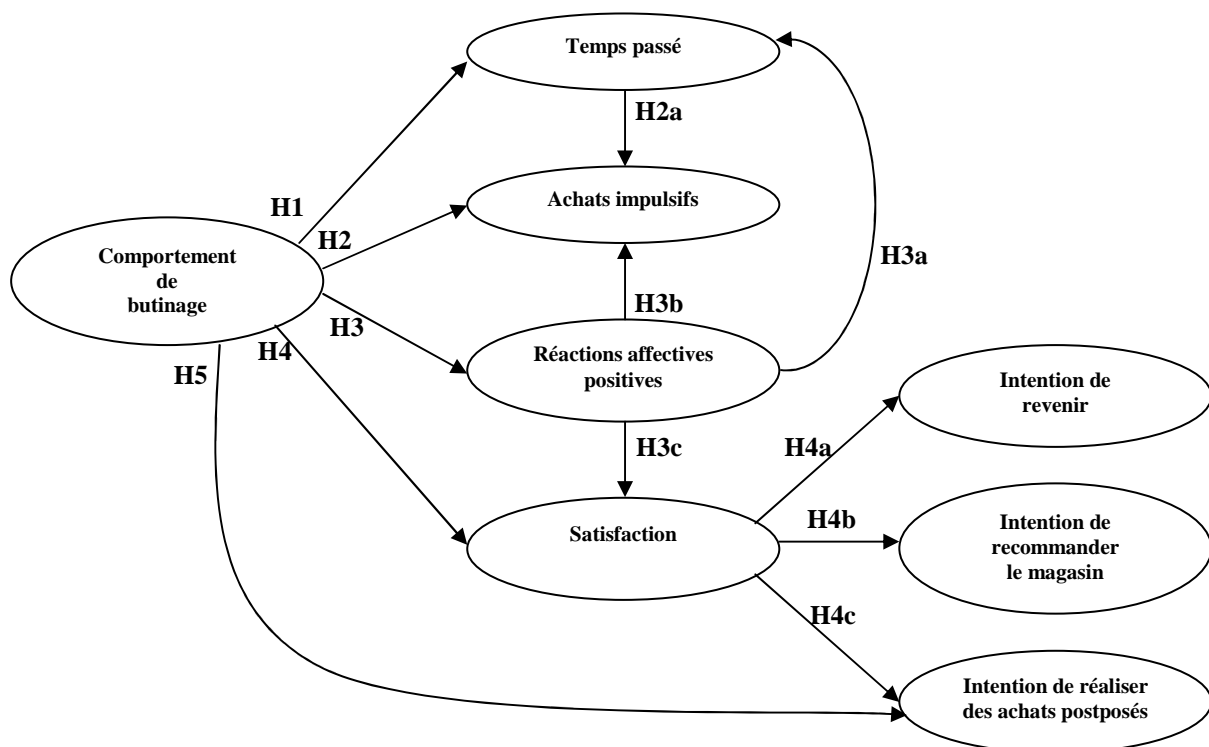 Temps passé
H2a
Achats impulsifs
H1
H2
Comportement
de
butinage
H3a
H3b
H3
H4
H5
Réactions affectives
positives
Intention de
revenir
H3c
H4a
Satisfaction
H4b
Intention de
recommander
le magasin
H4c
Intention de réaliser
des achats postposés